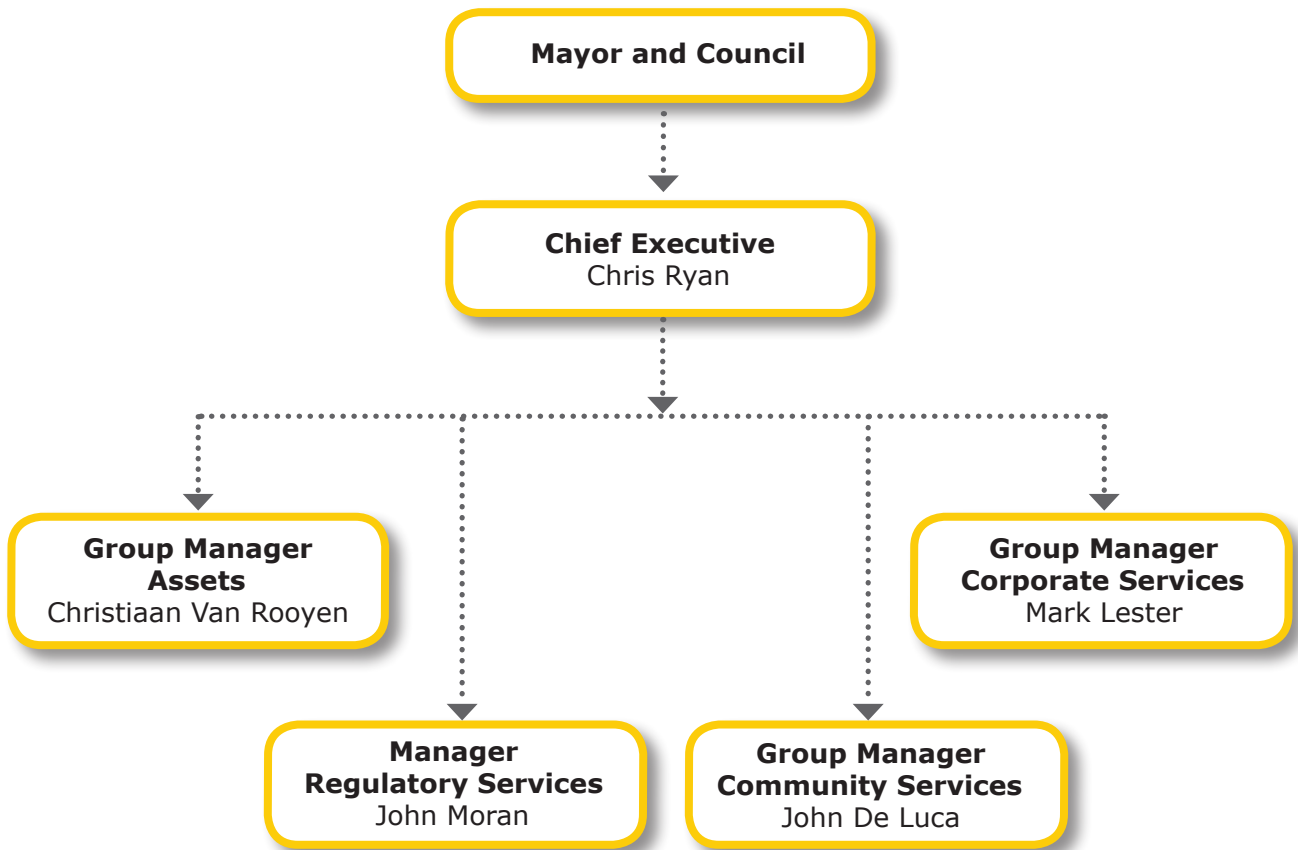 Mayor and Council
Chief Executive
Chris Ryan
Group Manager
Assets
Christiaan Van Rooyen
Group Manager
Corporate Services
Mark Lester
Manager
Regulatory Services
John Moran
Group Manager
Community Services
John De Luca